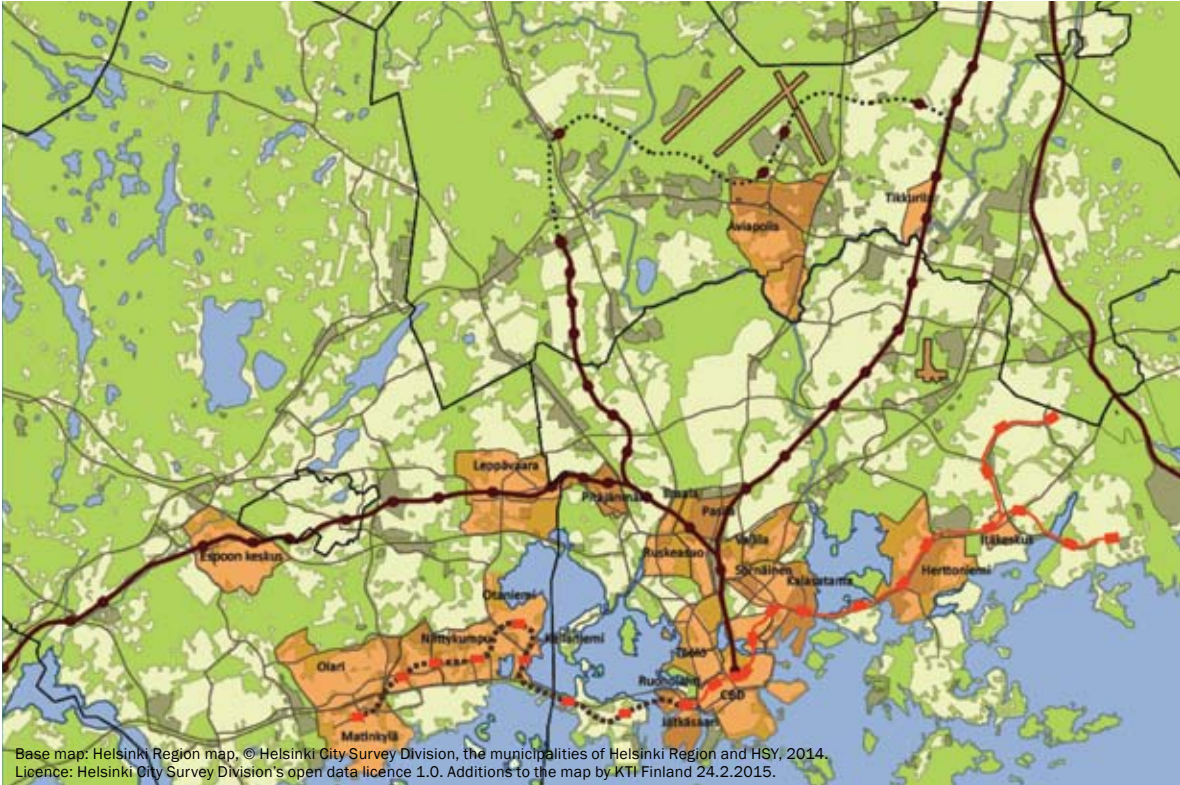 Aviapolis
Tikkurila
Leppävaara
Pitäjänmäki
Ilmala
Pasila
Espoon keskus
Ruskeasuo
Vallila
Sörnäinen
Kalasatama
Herttoniemi
Itäkeskus
Otaniemi
Niittykumpu
Keilaniemi
Olari
Töölö
Ruoholahti
CBD
Jätkäsaari
Matinkylä
Base map: Helsinki Region map, © Helsinki City Survey Division, the municipalities of Helsinki Region and HSY, 2014.
Licence: Helsinki City Survey Division's open data licence 1.0. Additions to the map by KTI Finland 24.2.2015.